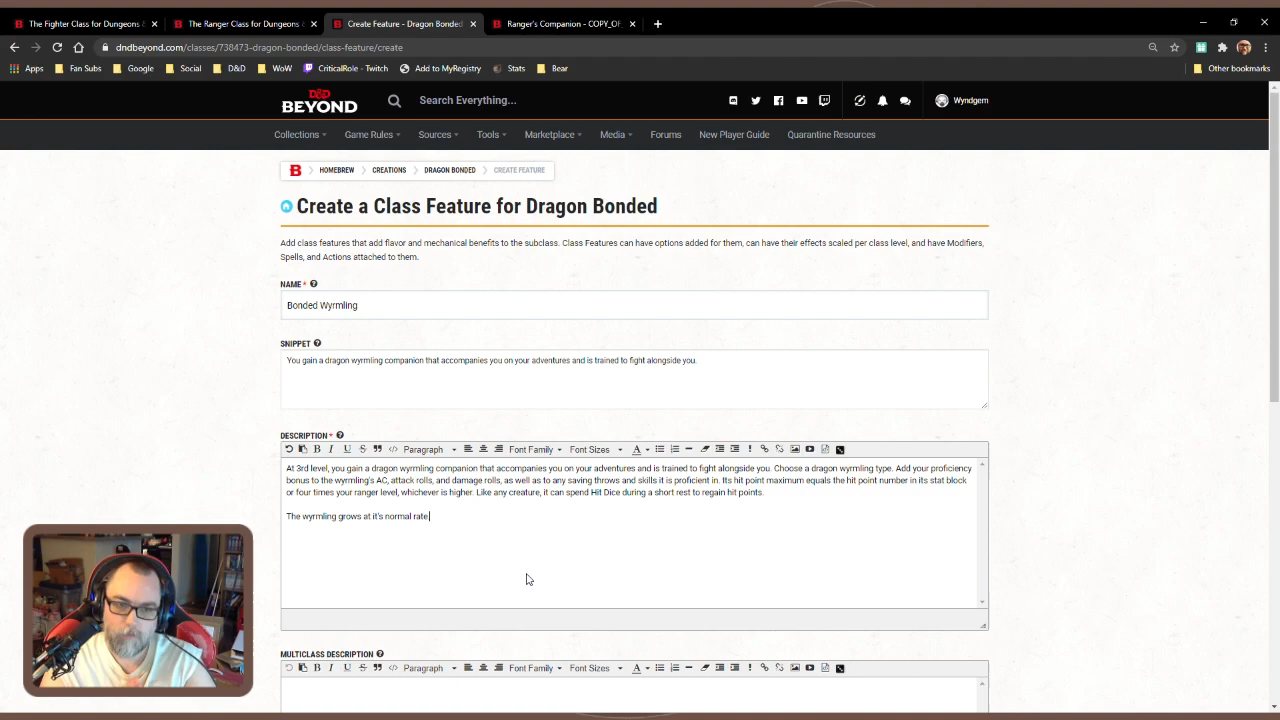 The Fighter Class for Dungeons &
The Ranger Class for Dungeons &
Create Feature - Dragon Bonded
Ranger's Companion - COPY_OF
dndbeyond.com/classes/738473-dragon-bonded/class-feature/create
Apps Fan Subs Google Social D&D WoW CriticalRole - Twitch Add to MyRegistry Stats Bear Other bookmarks
D&D
BEYOND
Search Everything...
Wyndgem
Collections Game Rules Sources Tools Marketplace Media Forums New Player Guide Quarantine Resources
HOMEBREW CREATIONS DRAGON BONDED CREATE FEATURE
Create a Class Feature for Dragon Bonded
Add class features that add flavor and mechanical benefits to the subclass. Class Features can have options added for them, can have their effects scaled per class level, and have Modifiers,
Spells, and Actions attached to them.
NAME *
Bonded Wyrmling
SNIPPET
You gain a dragon wyrmling companion that accompanies you on your adventures and is trained to fight alongside you.
DESCRIPTION *
Paragraph Font Family Font Sizes
At 3rd level, you gain a dragon wyrmling companion that accompanies you on your adventures and is trained to fight alongside you. Choose a dragon wyrmling type. Add your proficiency
bonus to the wyrmling's AC, attack rolls, and damage rolls, as well as to any saving throws and skills it is proficient in. Its hit point maximum equals the hit point number in its stat block
or four times your ranger level, whichever is higher. Like any creature, it can spend Hit Dice during a short rest to regain hit points.
The wyrmling grows at it's normal rate
MULTICLASS DESCRIPTION
Paragraph Font Family Font Sizes